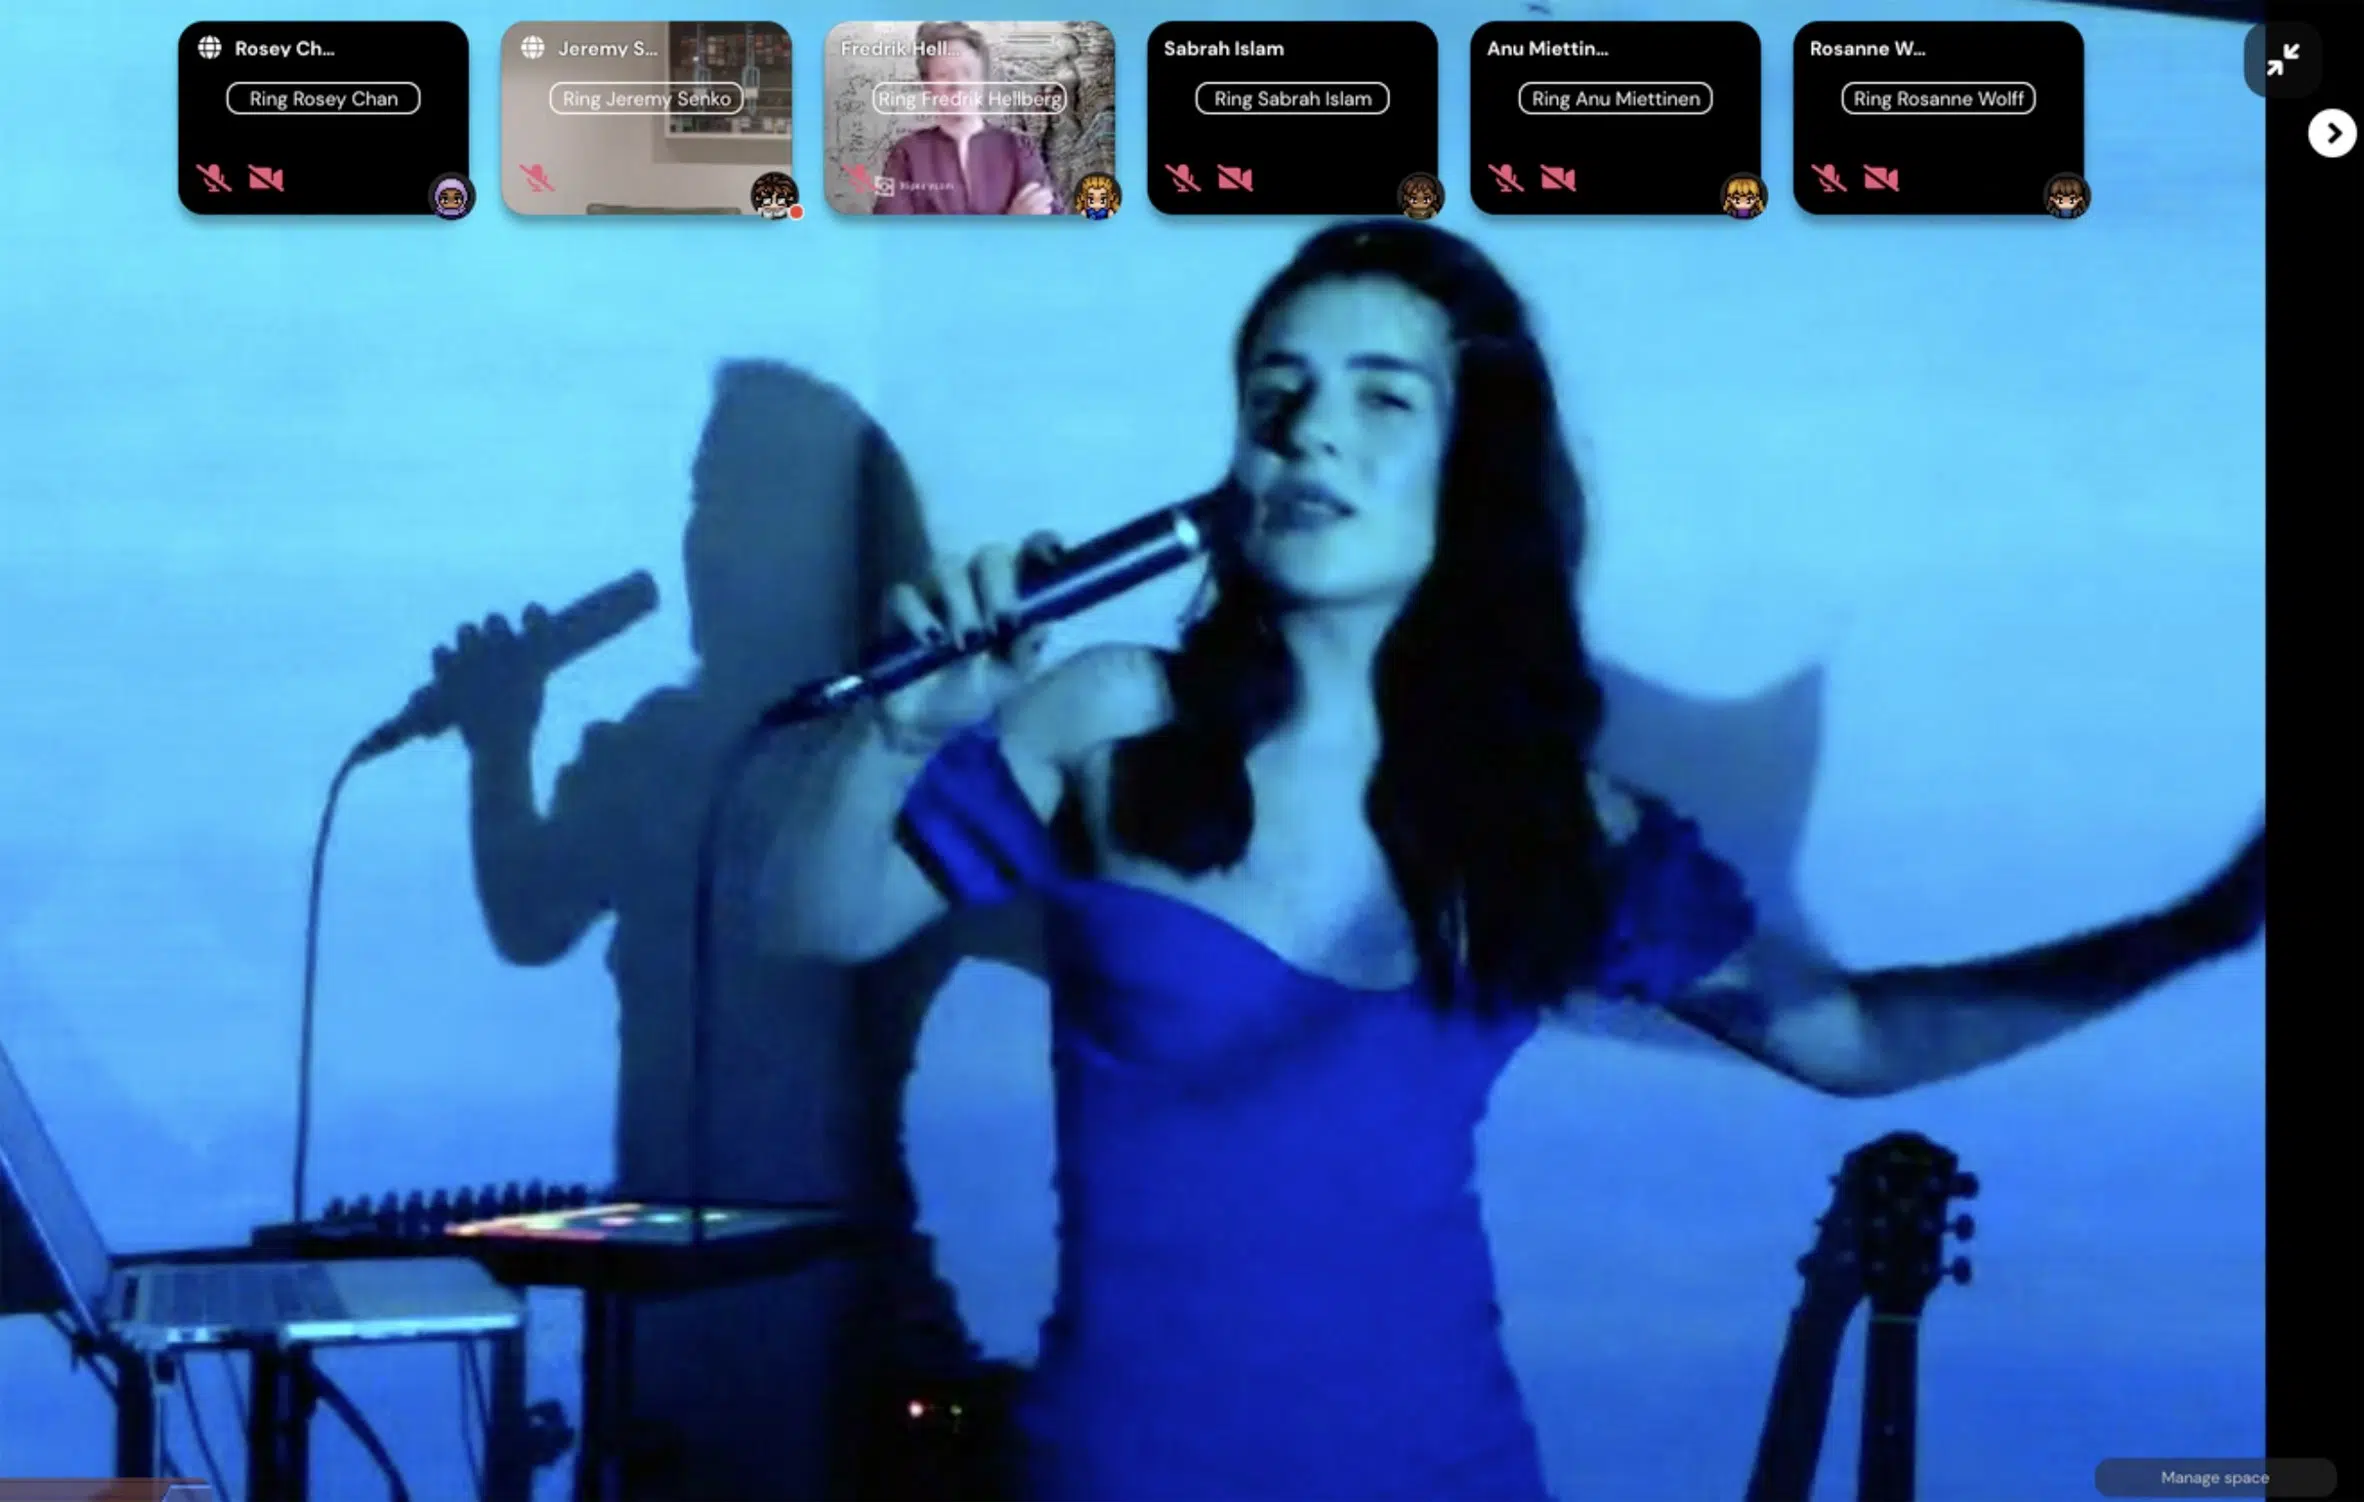 Rosey Ch...
Ring Rosey Chan
Jeremy S...
Ring Jeremy Senko
Fredrik Hell...
Ring Fredrik Hellberg
Sabrah Islam
Ring Sabrah Islam
Anu Miettin...
Ring Anu Miettinen
Rosanne W...
Ring Rosanne Wolff
Manage space